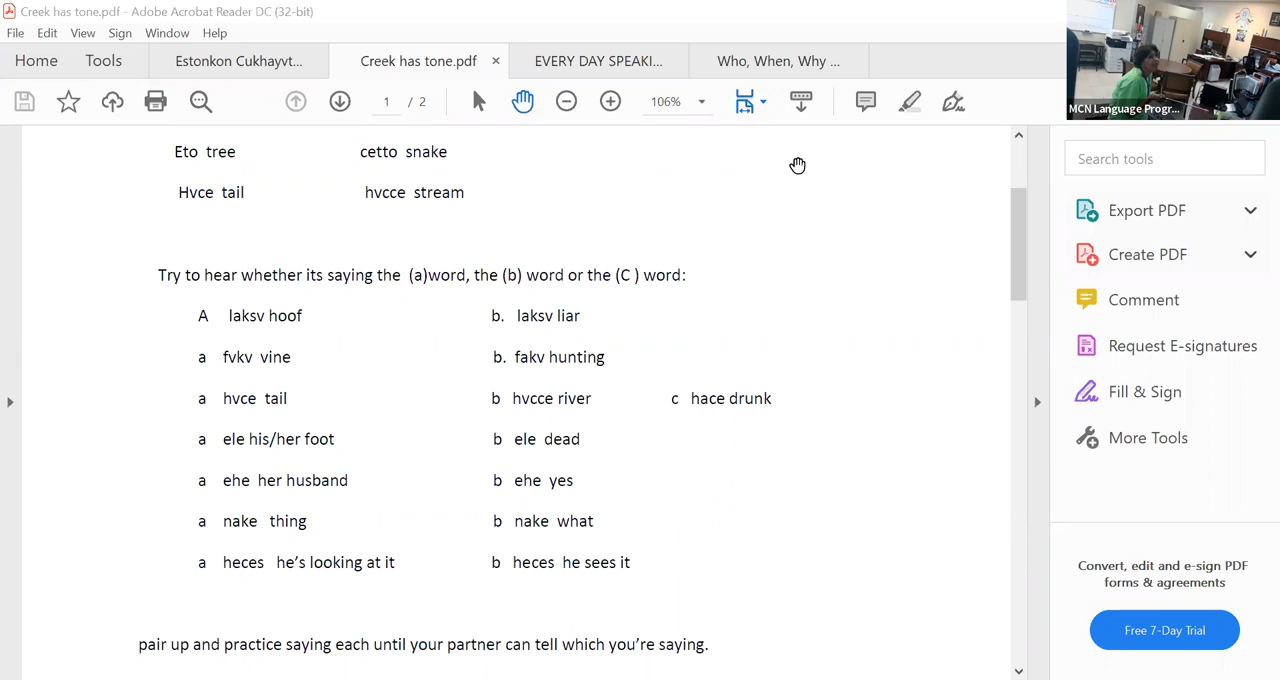 Creek has tone.pdf - Adobe Acrobat Reader DC (32-bit)
File Edit View Sign Window Help
Home Tools Estonkon Cukhayvt... Creek has tone.pdf × EVERY DAY SPEAKI... Who, When, Why ...
1 / 2 106%
MCN Language Progr...
Eto tree cetto snake
Hvce tail hvcce stream
Try to hear whether its saying the (a)word, the (b) word or the (C ) word:
A laksv hoof b. laksv liar
a fvkv vine b. fakv hunting
a hvce tail b hvcce river c hace drunk
a ele his/her foot b ele dead
a ehe her husband b ehe yes
a nake thing b nake what
a heces he's looking at it b heces he sees it
pair up and practice saying each until your partner can tell which you're saying.
Search tools
Export PDF
Create PDF
Comment
Request E-signatures
Fill & Sign
More Tools
Convert, edit and e-sign PDF
forms & agreements
Free 7-Day Trial